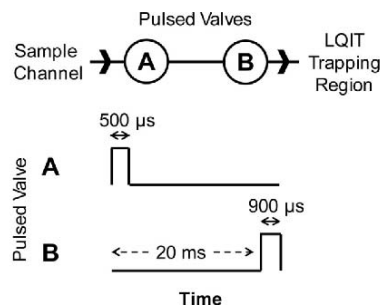 Pulsed Valves
Sample
Channel
A
B
LQIT
Trapping
Region
500 µs
Pulsed Valve
A
900
µs
B
20 ms
Time